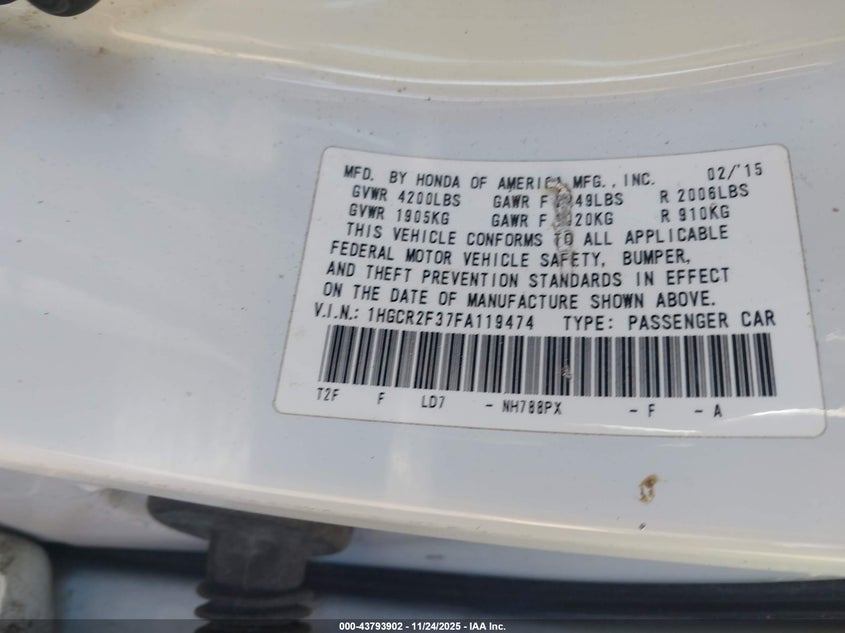 MFD. BY HONDA OF AMERICA MFG., INC. 02/'15
GVWR 4200LBS GAWR F R 2006LBS
GVWR 1905KG GAWR F R 910KG
THIS VEHICLE CONFORMS TO ALL APPLICABLE
FEDERAL MOTOR VEHICLE SAFETY, BUMPER,
AND THEFT PREVENTION STANDARDS IN EFFECT
ON THE DATE OF MANUFACTURE SHOWN ABOVE.
V.I.N.: 1HGCR2F37FA119474 TYPE: PASSENGER CAR
T2F F LD7 - NH788PX - F - A
000-43793902 - 11/24/2025 - IAA Inc.